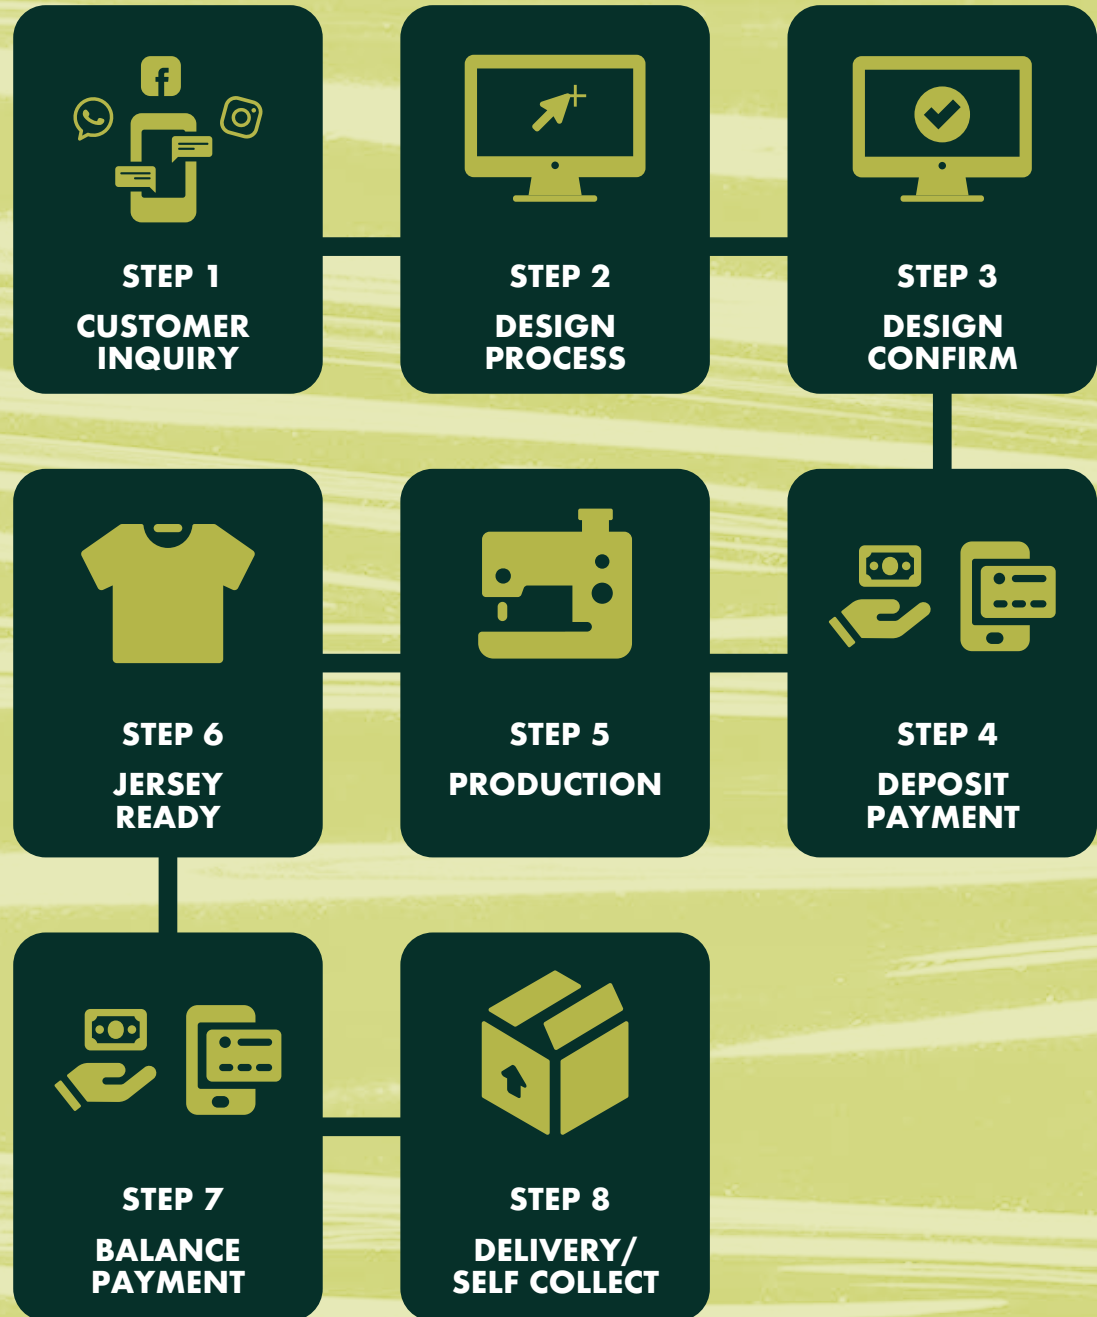 STEP 1
CUSTOMER
INQUIRY
STEP 2
DESIGN
PROCESS
STEP 3
DESIGN
CONFIRM
STEP 4
DEPOSIT
PAYMENT
STEP 5
PRODUCTION
STEP 6
JERSEY
READY
STEP 7
BALANCE
PAYMENT
STEP 8
DELIVERY/
SELF COLLECT